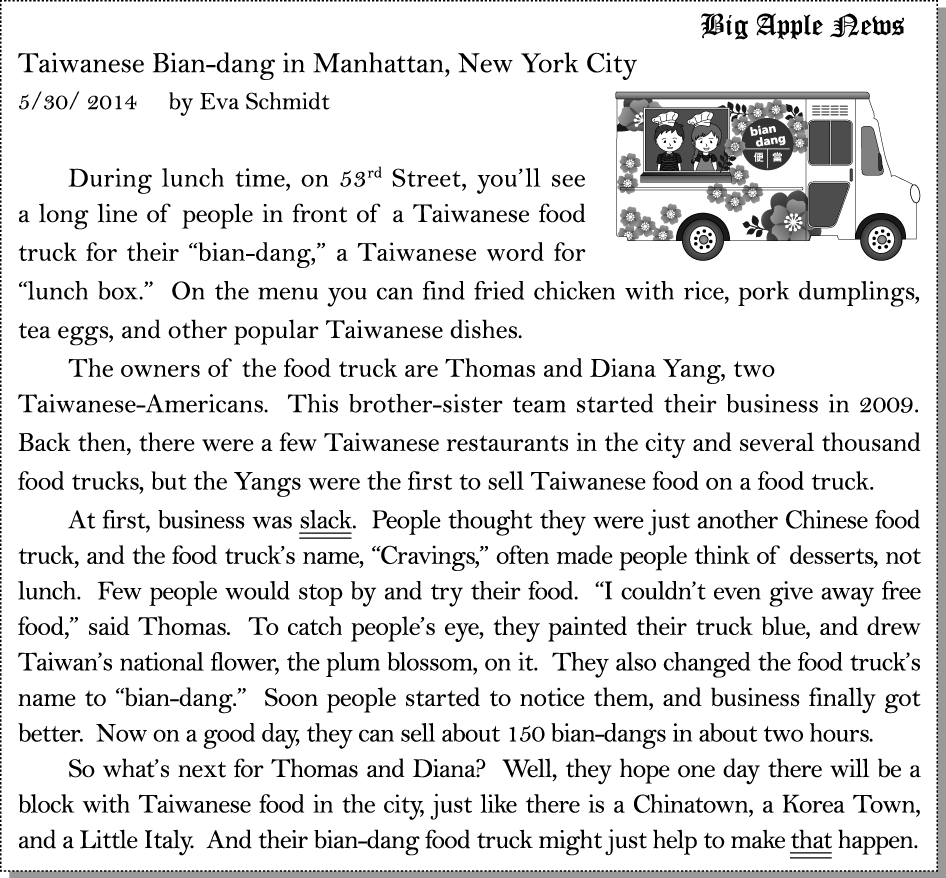 Big Apple News
Taiwanese Bian-dang in Manhattan, New York City
5/30/ 2014 by Eva Schmidt
bian
dang
便當
During lunch time, on 53rd Street, you'll see
a long line of people in front of a Taiwanese food
truck for their “bian-dang,” a Taiwanese word for
“lunch box.” On the menu you can find fried chicken with rice, pork dumplings,
tea eggs, and other popular Taiwanese dishes.
The owners of the food truck are Thomas and Diana Yang, two
Taiwanese-Americans. This brother-sister team started their business in 2009.
Back then, there were a few Taiwanese restaurants in the city and several thousand
food trucks, but the Yangs were the first to sell Taiwanese food on a food truck.
At first, business was slack. People thought they were just another Chinese food
truck, and the food truck's name, “Cravings,” often made people think of desserts, not
lunch. Few people would stop by and try their food. “I couldn't even give away free
food,” said Thomas. To catch people's eye, they painted their truck blue, and drew
Taiwan's national flower, the plum blossom, on it. They also changed the food truck's
name to “bian-dang.” Soon people started to notice them, and business finally got
better. Now on a good day, they can sell about 150 bian-dangs in about two hours.
So what's next for Thomas and Diana? Well, they hope one day there will be a
block with Taiwanese food in the city, just like there is a Chinatown, a Korea Town,
and a Little Italy. And their bian-dang food truck might just help to make that happen.